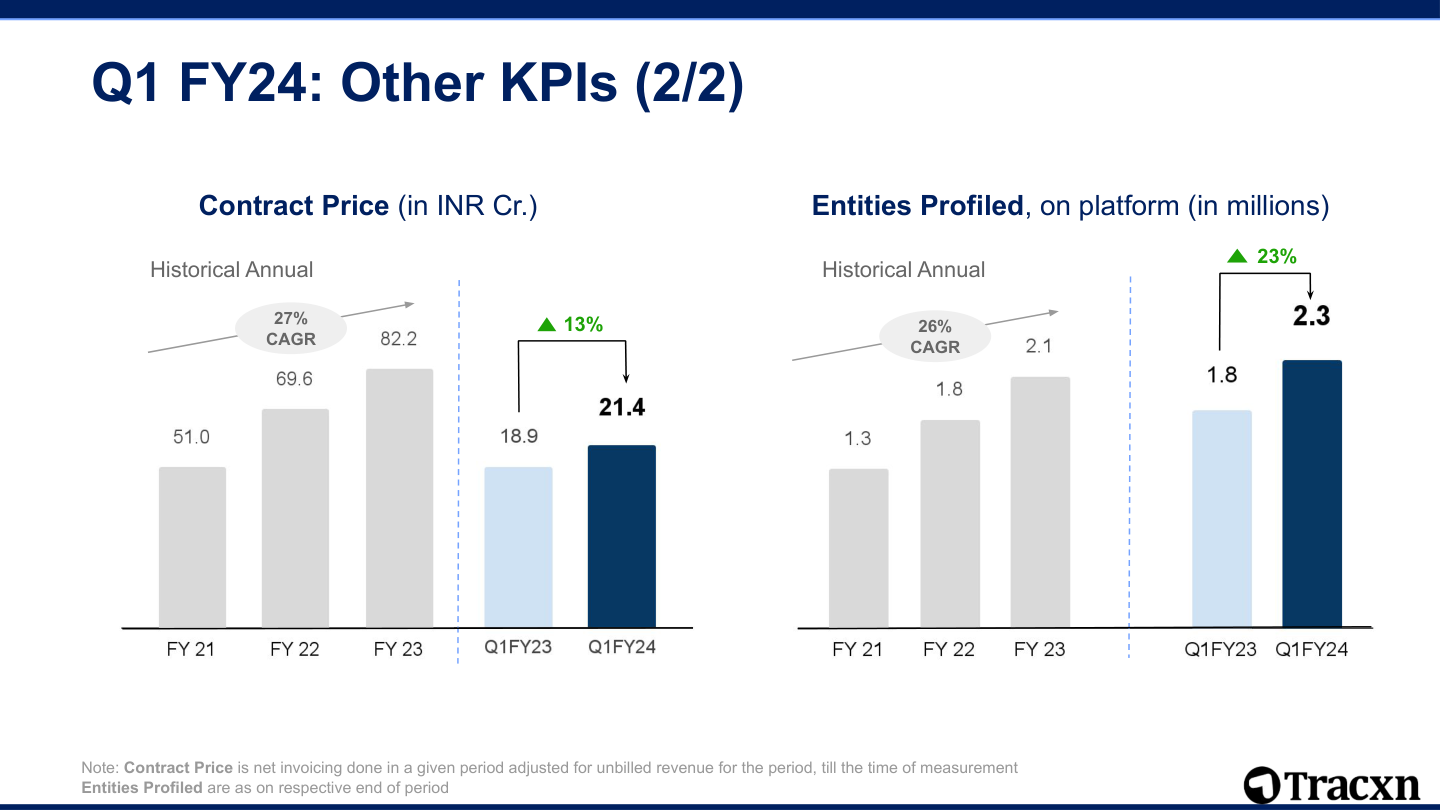 Q1 FY24: Other KPIs (2/2)
Contract Price (in INR Cr.)
Historical Annual
27%
CAGR
51.0
69.6
82.2
13%
18.9
21.4
FY 21
FY 22
FY 23
Q1FY23
Q1FY24
Entities Profiled, on platform (in millions)
Historical Annual
26%
CAGR
1.3
1.8
2.1
23%
1.8
2.3
FY 21
FY 22
FY 23
Q1FY23
Q1FY24
Note: Contract Price is net invoicing done in a given period adjusted for unbilled revenue for the period, till the time of measurement
Entities Profiled are as on respective end of period
Tracxn